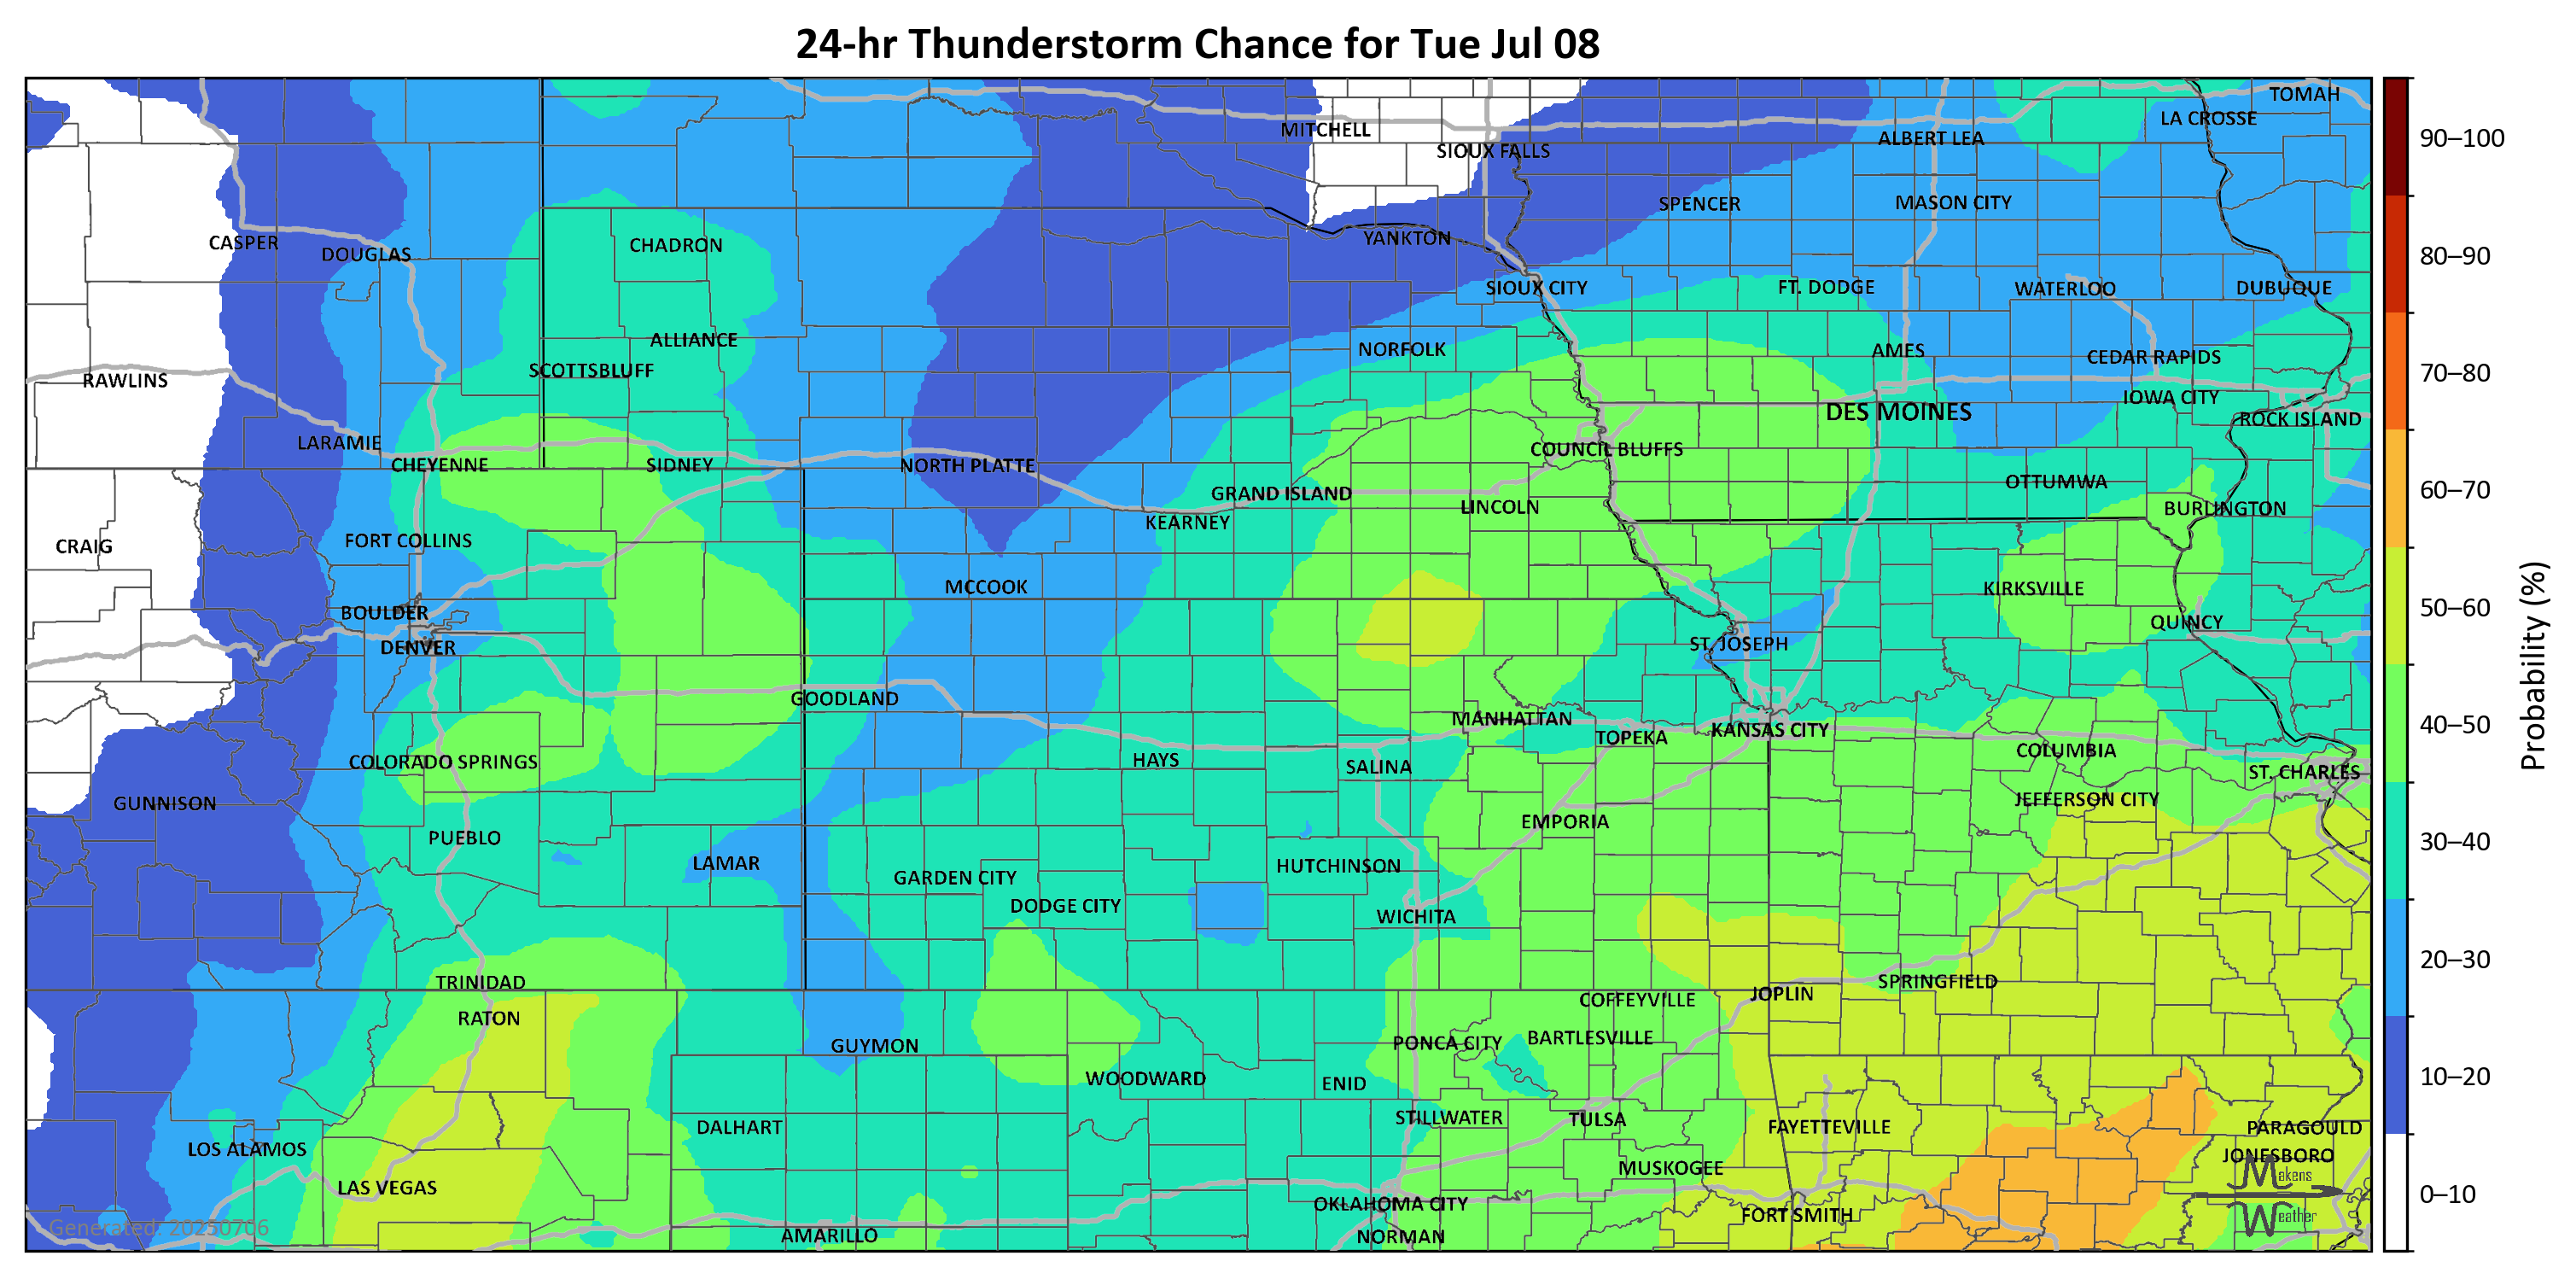 24-hr Thunderstorm Chance for Tue Jul 08
TOMAH
LA CROSSE
MITCHELL
ALBERT LEA
SIOUX FALLS
SPENCER
MASON CITY
CASPER
DOUGLAS
CHADRON
YANKTON
SIOUX CITY
FT. DODGE
WATERLOO
DUBUQUE
ALLIANCE
NORFOLK
AMES
CEDAR RAPIDS
RAWLINS
SCOTTSBLUFF
IOWA CITY
DES MOINES
ROCK ISLAND
LARAMIE
COUNCIL BLUFFS
CHEYENNE
SIDNEY
NORTH PLATTE
GRAND ISLAND
LINCOLN
OTTUMWA
BURLINGTON
KEARNEY
CRAIG
FORT COLLINS
MCCOOK
KIRKSVILLE
BOULDER
QUINCY
DENVER
ST. JOSEPH
GOODLAND
MANHATTAN
TOPEKA
KANSAS CITY
COLUMBIA
COLORADO SPRINGS
HAYS
SALINA
ST. CHARLES
GUNNISON
JEFFERSON CITY
EMPORIA
PUEBLO
LAMAR
HUTCHINSON
GARDEN CITY
DODGE CITY
WICHITA
TRINIDAD
SPRINGFIELD
JOPLIN
COFFEYVILLE
RATON
BARTLESVILLE
GUYMON
PONCA CITY
WOODWARD
ENID
STILLWATER
TULSA
DALHART
FAYETTEVILLE
PARAGOULD
LOS ALAMOS
JONESBORO
MUSKOGEE
LAS VEGAS
OKLAHOMA CITY
FORT SMITH
AMARILLO
NORMAN
Generated: 20250706
Makens
Weather
90–100
80–90
70–80
60–70
50–60
40–50
30–40
20–30
10–20
0–10
Probability (%)